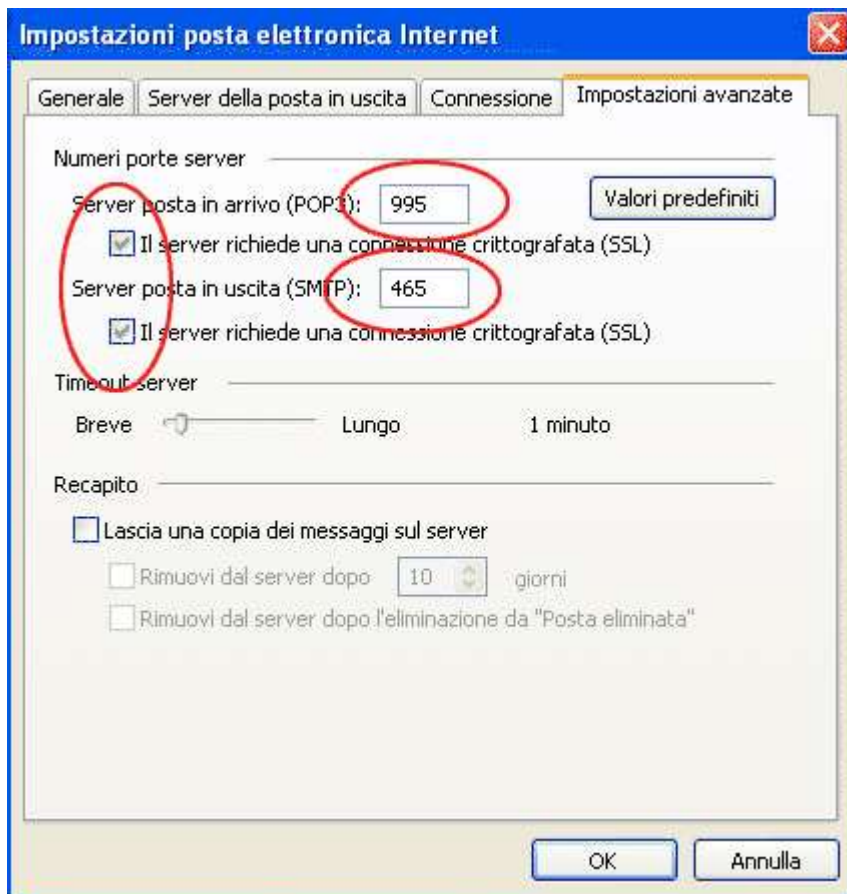 Impostazioni posta elettronica Internet
Generale Server della posta in uscita Connessione Impostazioni avanzate
Numeri porte server
Server posta in arrivo (POP3): 995 Valori predefiniti
Il server richiede una connessione crittografata (SSL)
Server posta in uscita (SMTP): 465
Il server richiede una connessione crittografata (SSL)
Timeout server
Breve Lungo 1 minuto
Recapito
Lascia una copia dei messaggi sul server
Rimuovi dal server dopo 10 giorni
Rimuovi dal server dopo l'eliminazione da "Posta eliminata"
OK Annulla